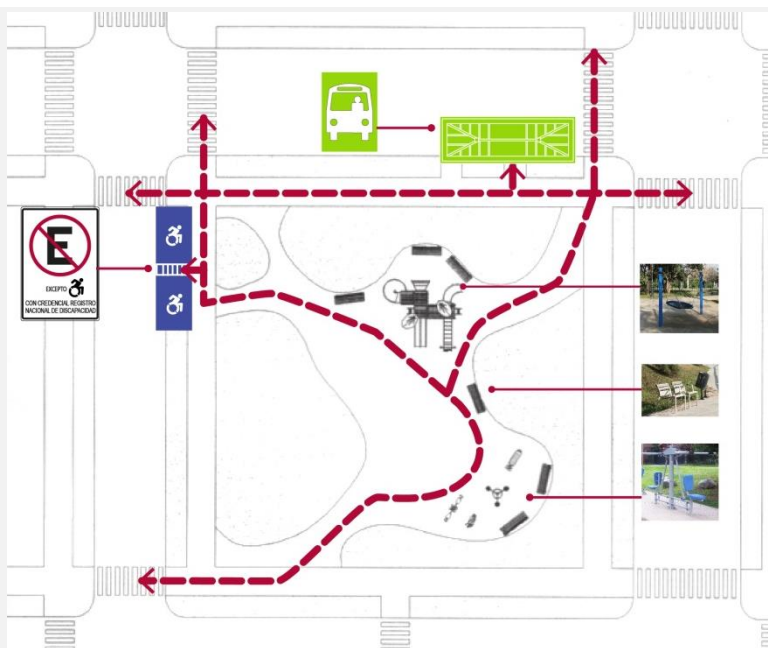 E
EXCEPTO
CON CREDENCIAL REGISTRO
NACIONAL DE DISCAPACIDAD